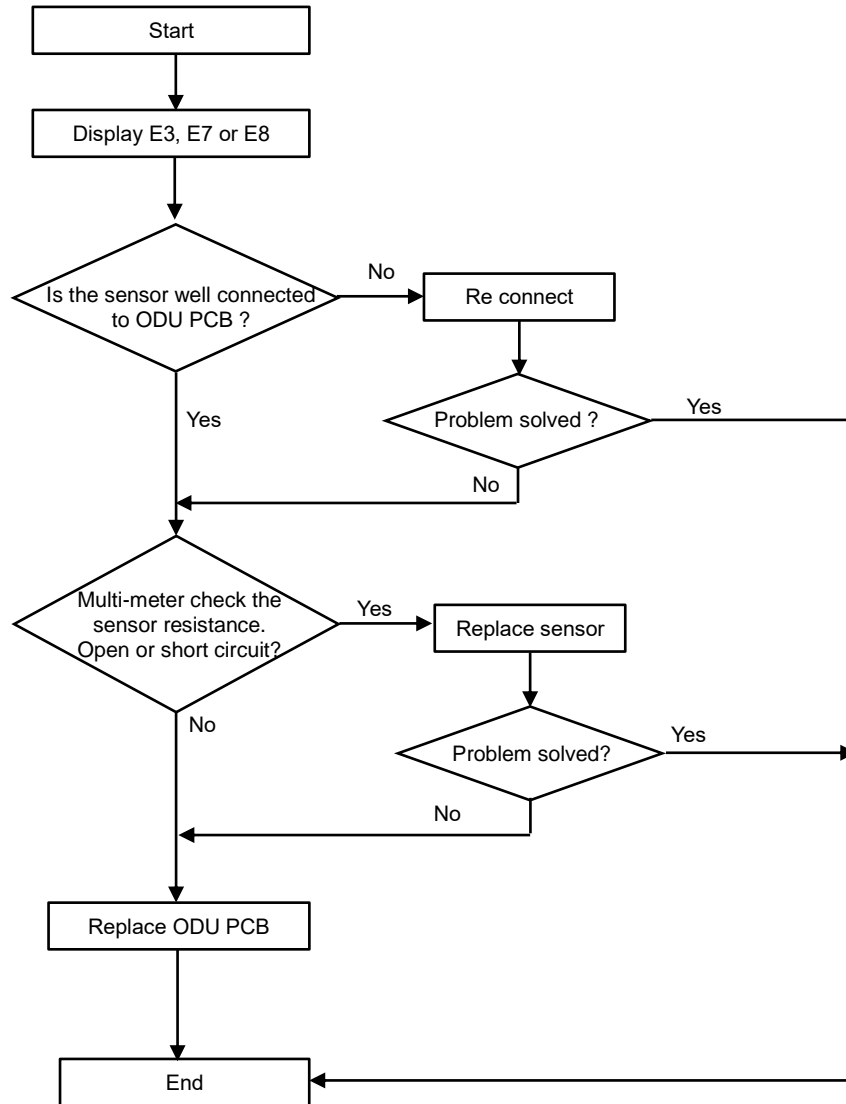 Start
Display E3, E7 or E8
Is the sensor well connected
to ODU PCB ?
No
Re connect
Yes
Problem solved ?
Yes
No
Multi-meter check the
sensor resistance.
Open or short circuit?
Yes
Replace sensor
No
Problem solved?
Yes
No
Replace ODU PCB
End